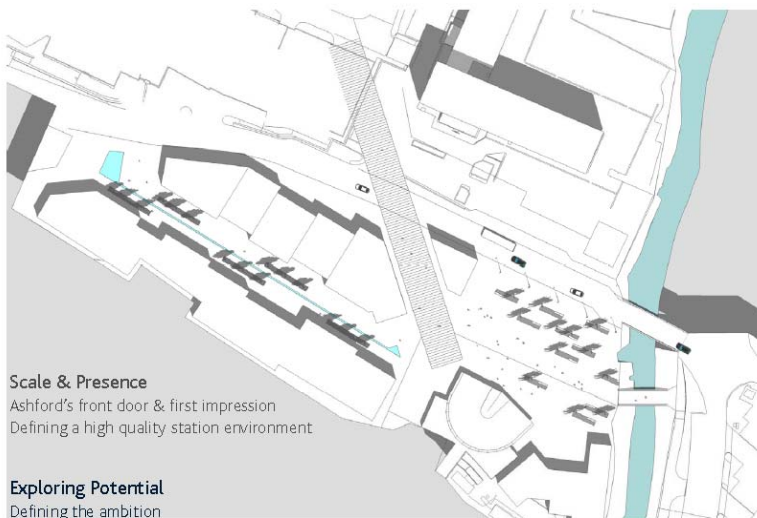 Scale & Presence
Ashford's front door & first impression
Defining a high quality station environment
Exploring Potential
Defining the ambition